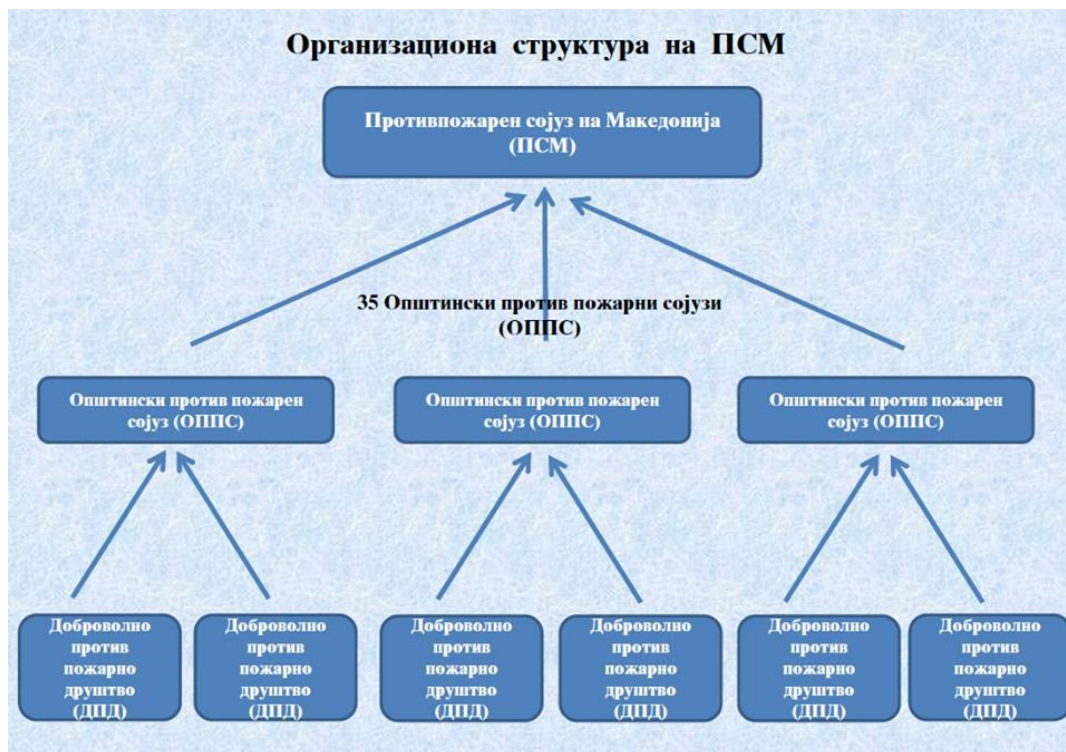 Организациона структура на ПСМ
Противпожарен сојуз на Македонија
(ПСМ)
35 Општински против пожарни сојузи
(ОППС)
Општински против пожарен
сојуз (ОППС)
Општински против пожарен
сојуз (ОППС)
Општински против пожарен
сојуз (ОППС)
Доброволно
против
пожарно
друштво
(ДПД)
Доброволно
против
пожарно
друштво
(ДПД)
Доброволно
против
пожарно
друштво
(ДПД)
Доброволно
против
пожарно
друштво
(ДПД)
Доброволно
против
пожарно
друштво
(ДПД)
Доброволно
против
пожарно
друштво
(ДПД)